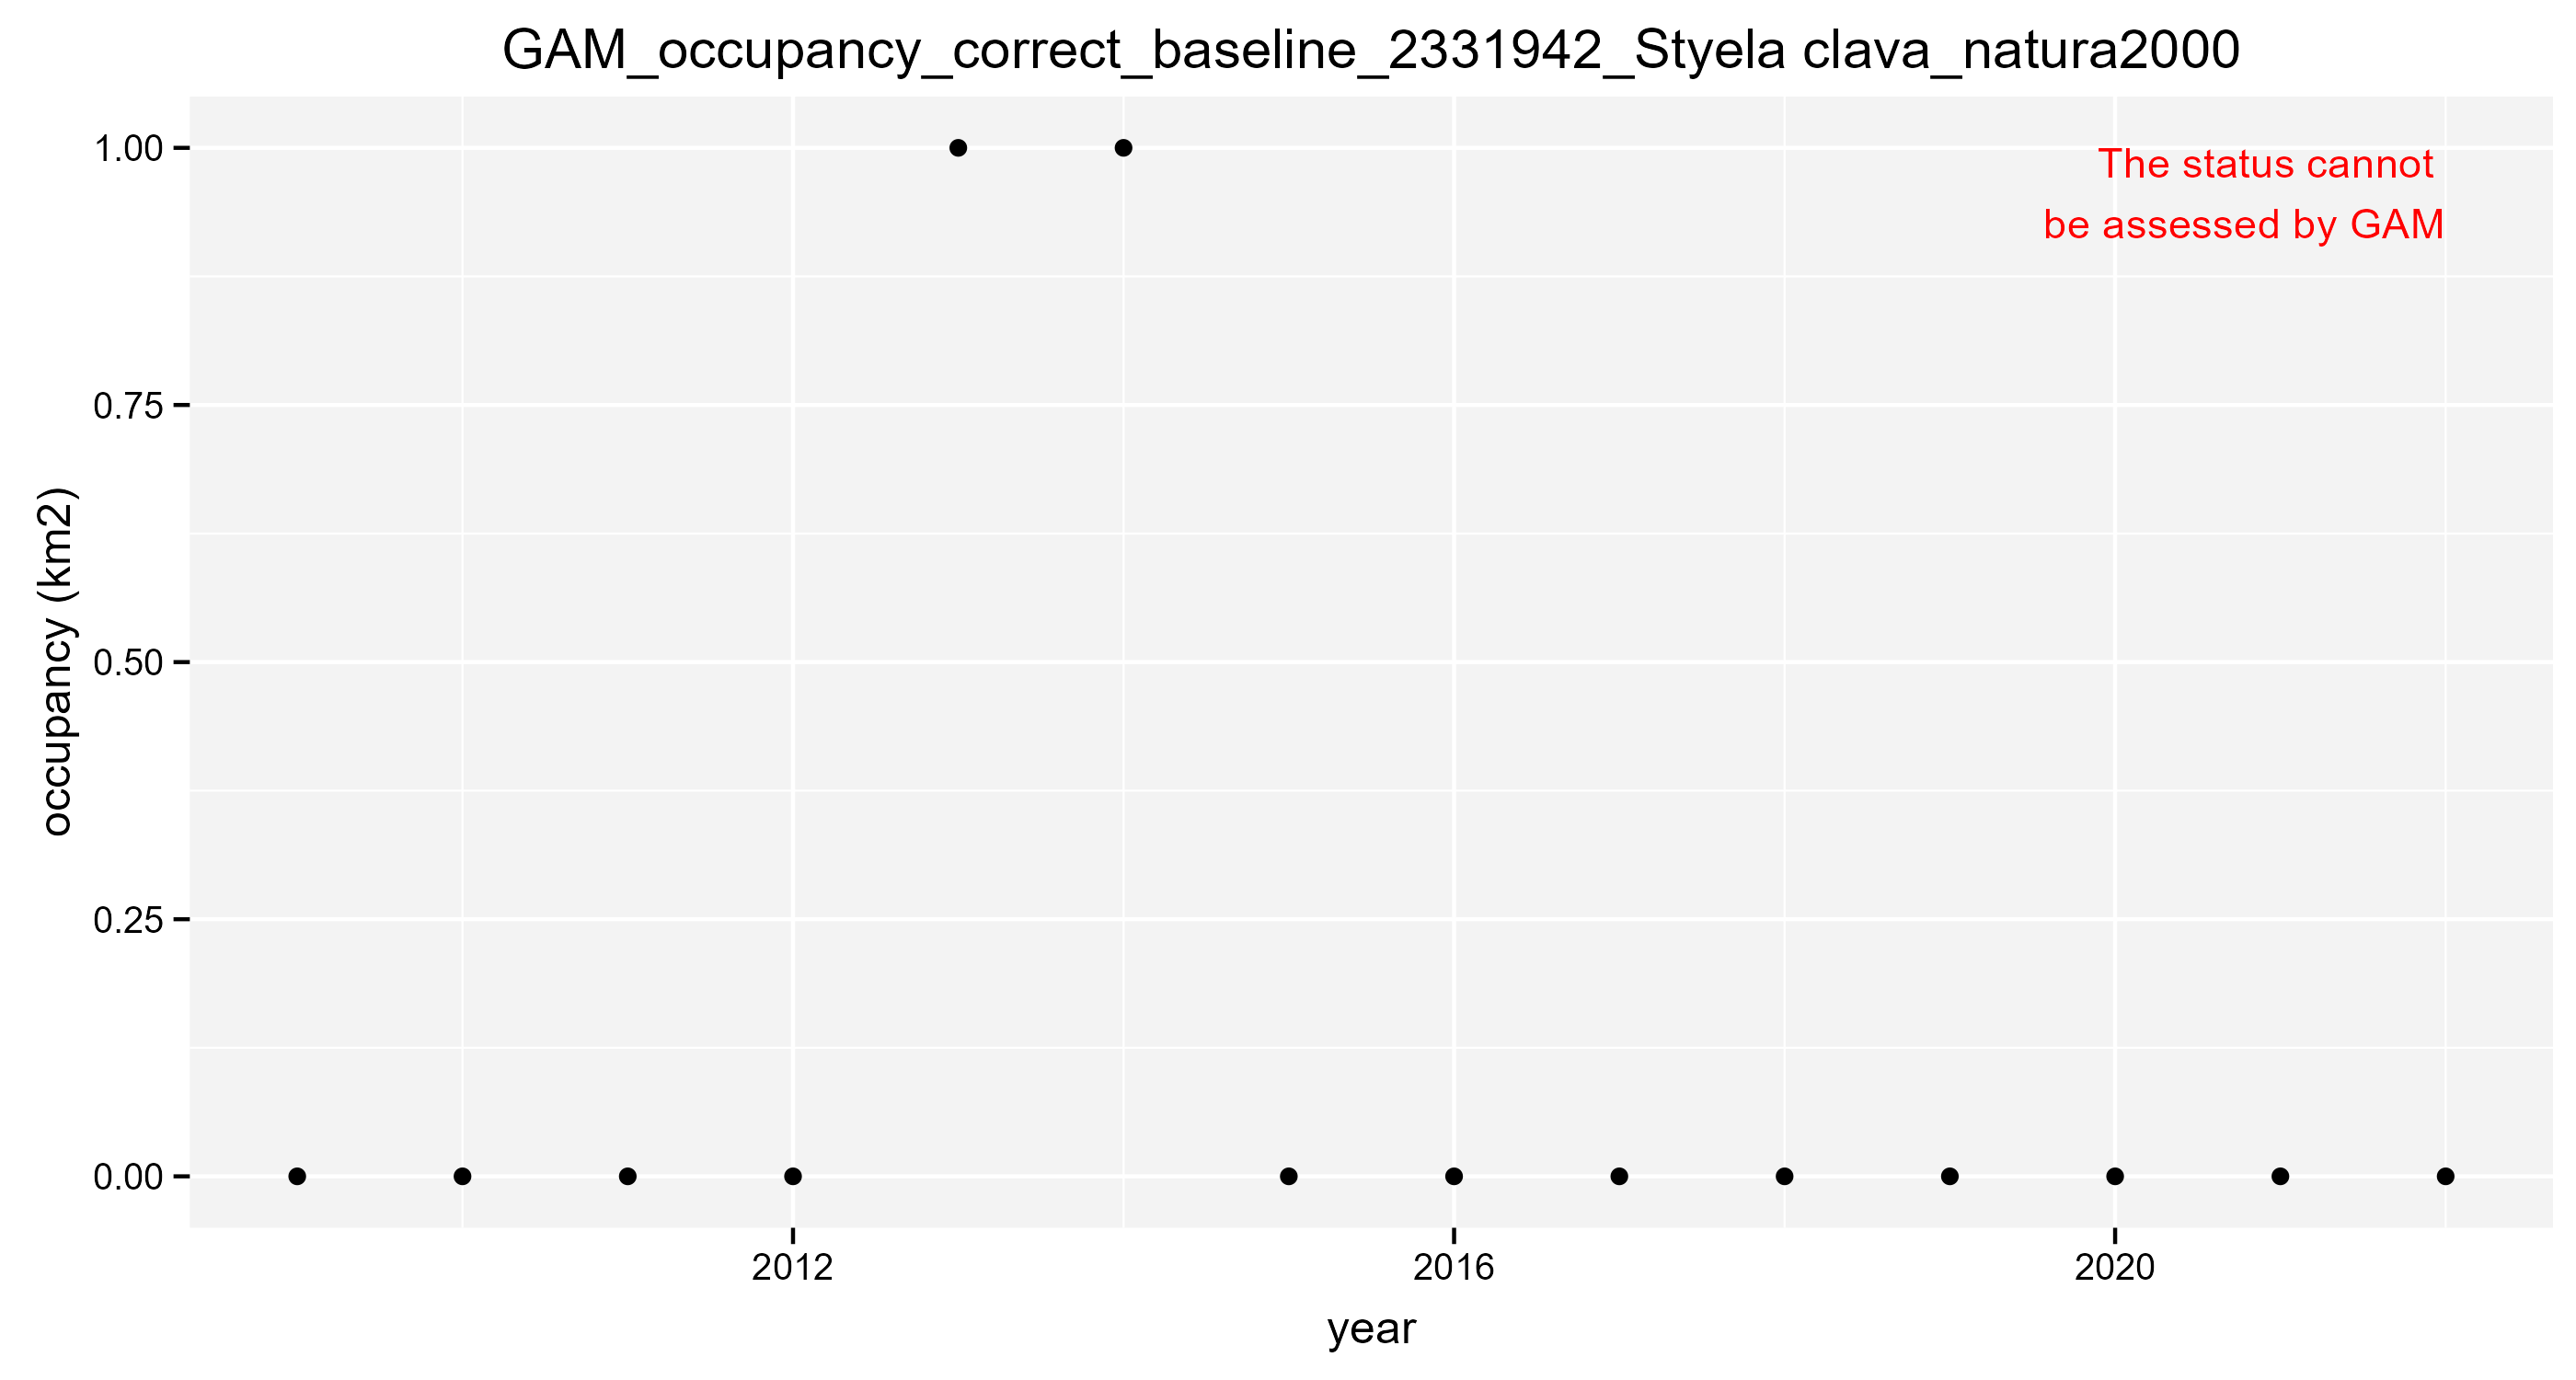 GAM_occupancy_correct_baseline_2331942_Styela clava_natura2000
The status cannot
be assessed by GAM
1.00
0.75
0.50
0.25
0.00
occupancy (km2)
2012
2016
2020
year